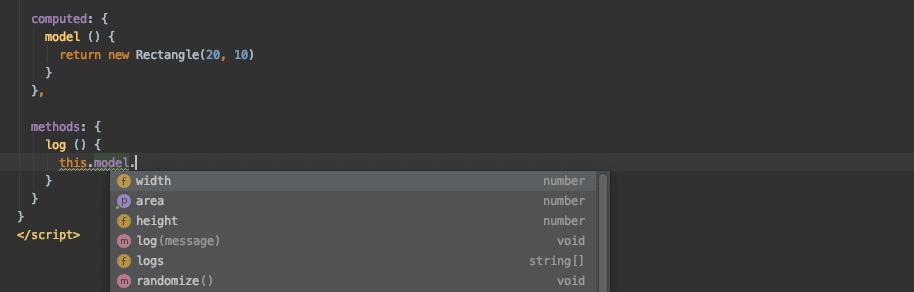 computed: {
model () {
return new Rectangle(20, 10)
}
},
methods: {
log () {
this.model.
f width number
p area number
f height number
m log(message) void
f logs string[]
m randomize() void
}
}
}
</script>